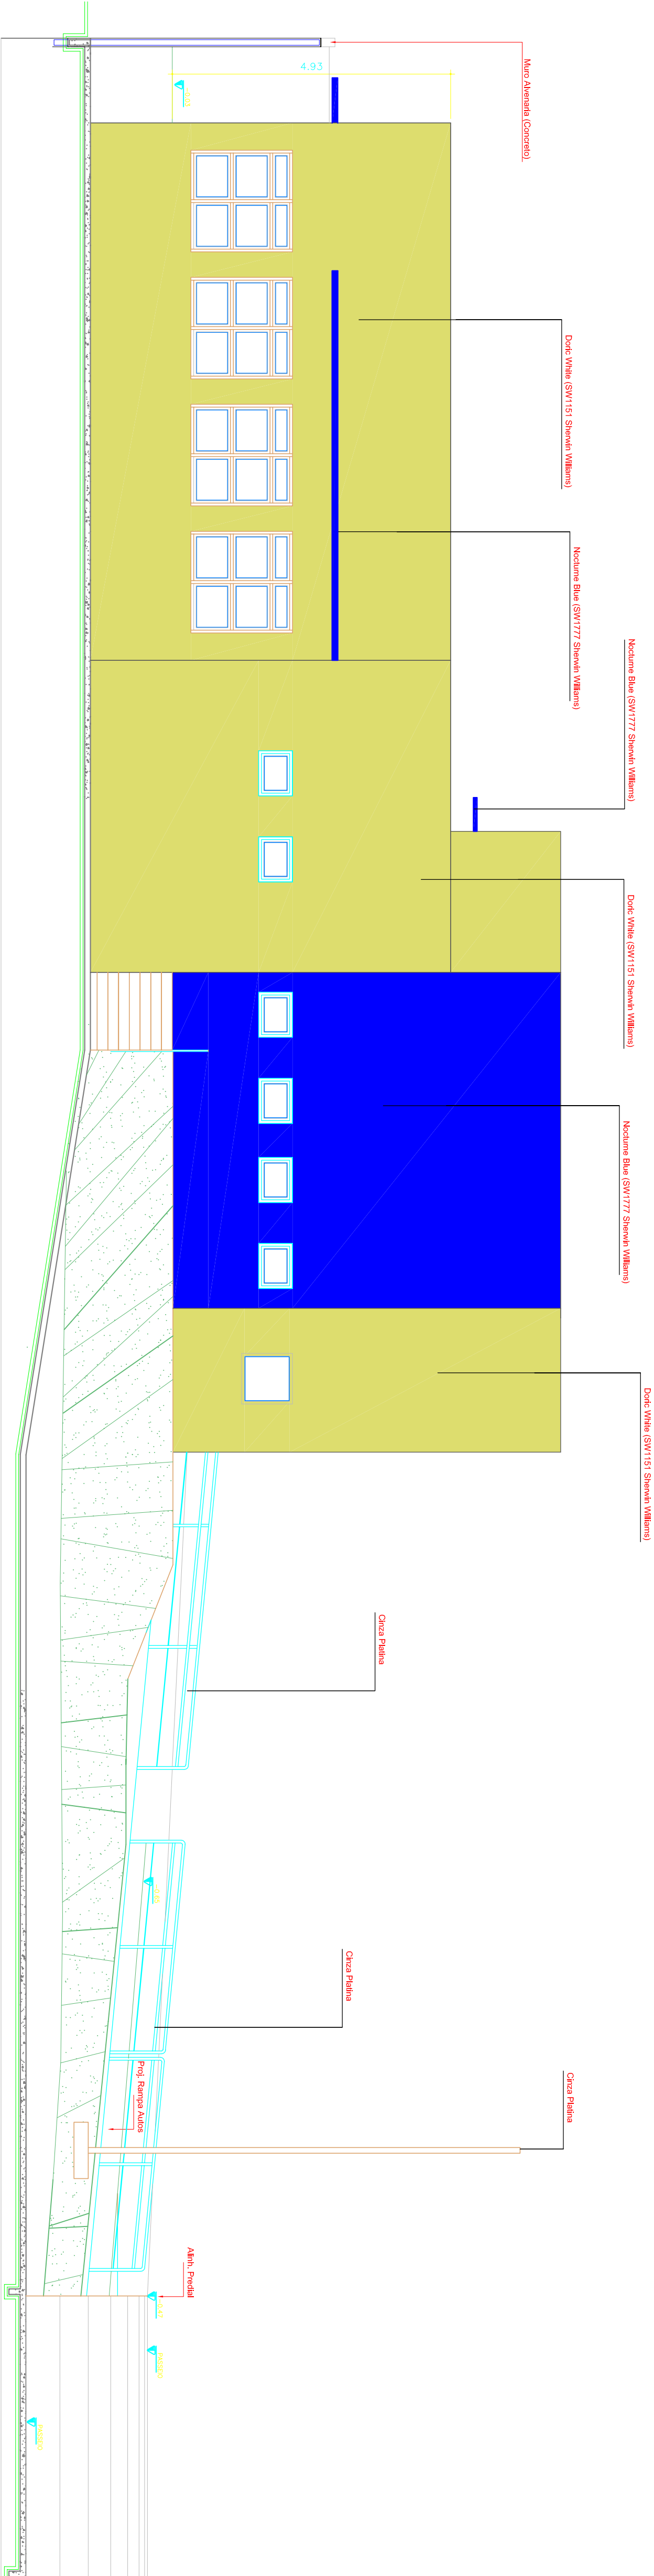 Muro Alvenaria (Concreto)
4,93
Doric White (SW1151 Sherwin Williams)
Nocturne Blue (SW1777 Sherwin Williams)
Nocturne Blue (SW1777 Sherwin Williams)
Doric White (SW1151 Sherwin Williams)
Nocturne Blue (SW1777 Sherwin Williams)
Doric White (SW1151 Sherwin Williams)
Cinza Platina
Cinza Platina
Cinza Platina
Proj. Rampa Autos
Alinh. Predial